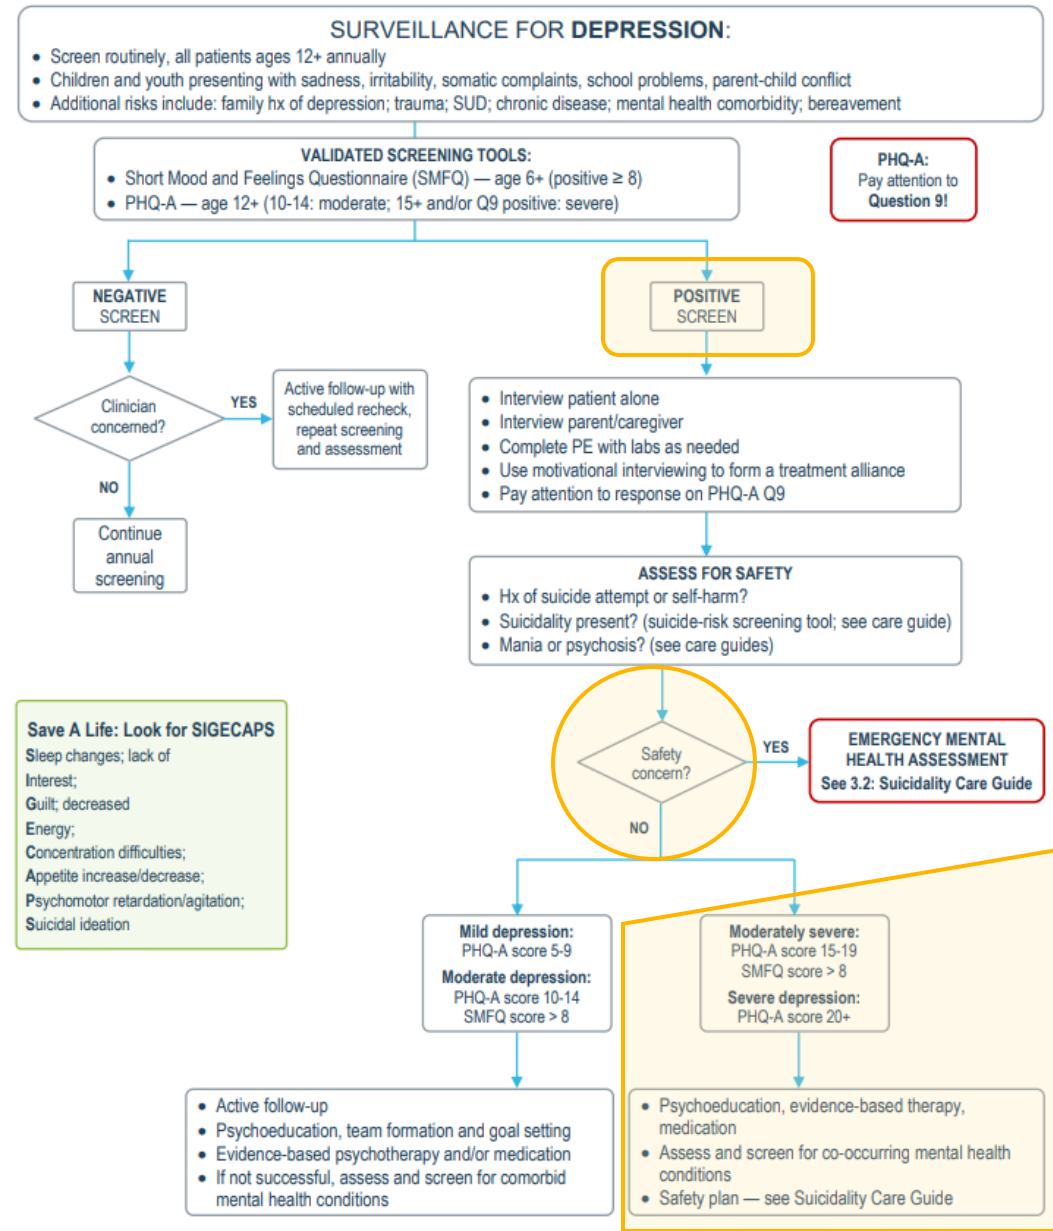 SURVEILLANCE FOR DEPRESSION:
• Screen routinely, all patients ages 12+ annually
• Children and youth presenting with sadness, irritability, somatic complaints, school problems, parent-child conflict
• Additional risks include: family hx of depression; trauma; SUD; chronic disease; mental health comorbidity; bereavement
VALIDATED SCREENING TOOLS:
• Short Mood and Feelings Questionnaire (SMFQ) — age 6+ (positive ≥ 8)
• PHQ-A — age 12+ (10-14: moderate; 15+ and/or Q9 positive: severe)
PHQ-A:
Pay attention to
Question 9!
NEGATIVE
SCREEN
POSITIVE
SCREEN
Clinician
concerned?
YES
Active follow-up with
scheduled recheck,
repeat screening
and assessment
NO
Continue
annual
screening
• Interview patient alone
• Interview parent/caregiver
• Complete PE with labs as needed
• Use motivational interviewing to form a treatment alliance
• Pay attention to response on PHQ-A Q9
ASSESS FOR SAFETY
• Hx of suicide attempt or self-harm?
• Suicidality present? (suicide-risk screening tool; see care guide)
• Mania or psychosis? (see care guides)
Save A Life: Look for SIGECAPS
Sleep changes; lack of
Interest;
Guilt; decreased
Energy;
Concentration difficulties;
Appetite increase/decrease;
Psychomotor retardation/agitation;
Suicidal ideation
Safety
concern?
YES
EMERGENCY MENTAL
HEALTH ASSESSMENT
See 3.2: Suicidality Care Guide
NO
Mild depression:
PHQ-A score 5-9
Moderate depression:
PHQ-A score 10-14
SMFQ score > 8
Moderately severe:
PHQ-A score 15-19
SMFQ score > 8
Severe depression:
PHQ-A score 20+
• Active follow-up
• Psychoeducation, team formation and goal setting
• Evidence-based psychotherapy and/or medication
• If not successful, assess and screen for comorbid
mental health conditions
• Psychoeducation, evidence-based therapy,
medication
• Assess and screen for co-occurring mental health
conditions
• Safety plan — see Suicidality Care Guide